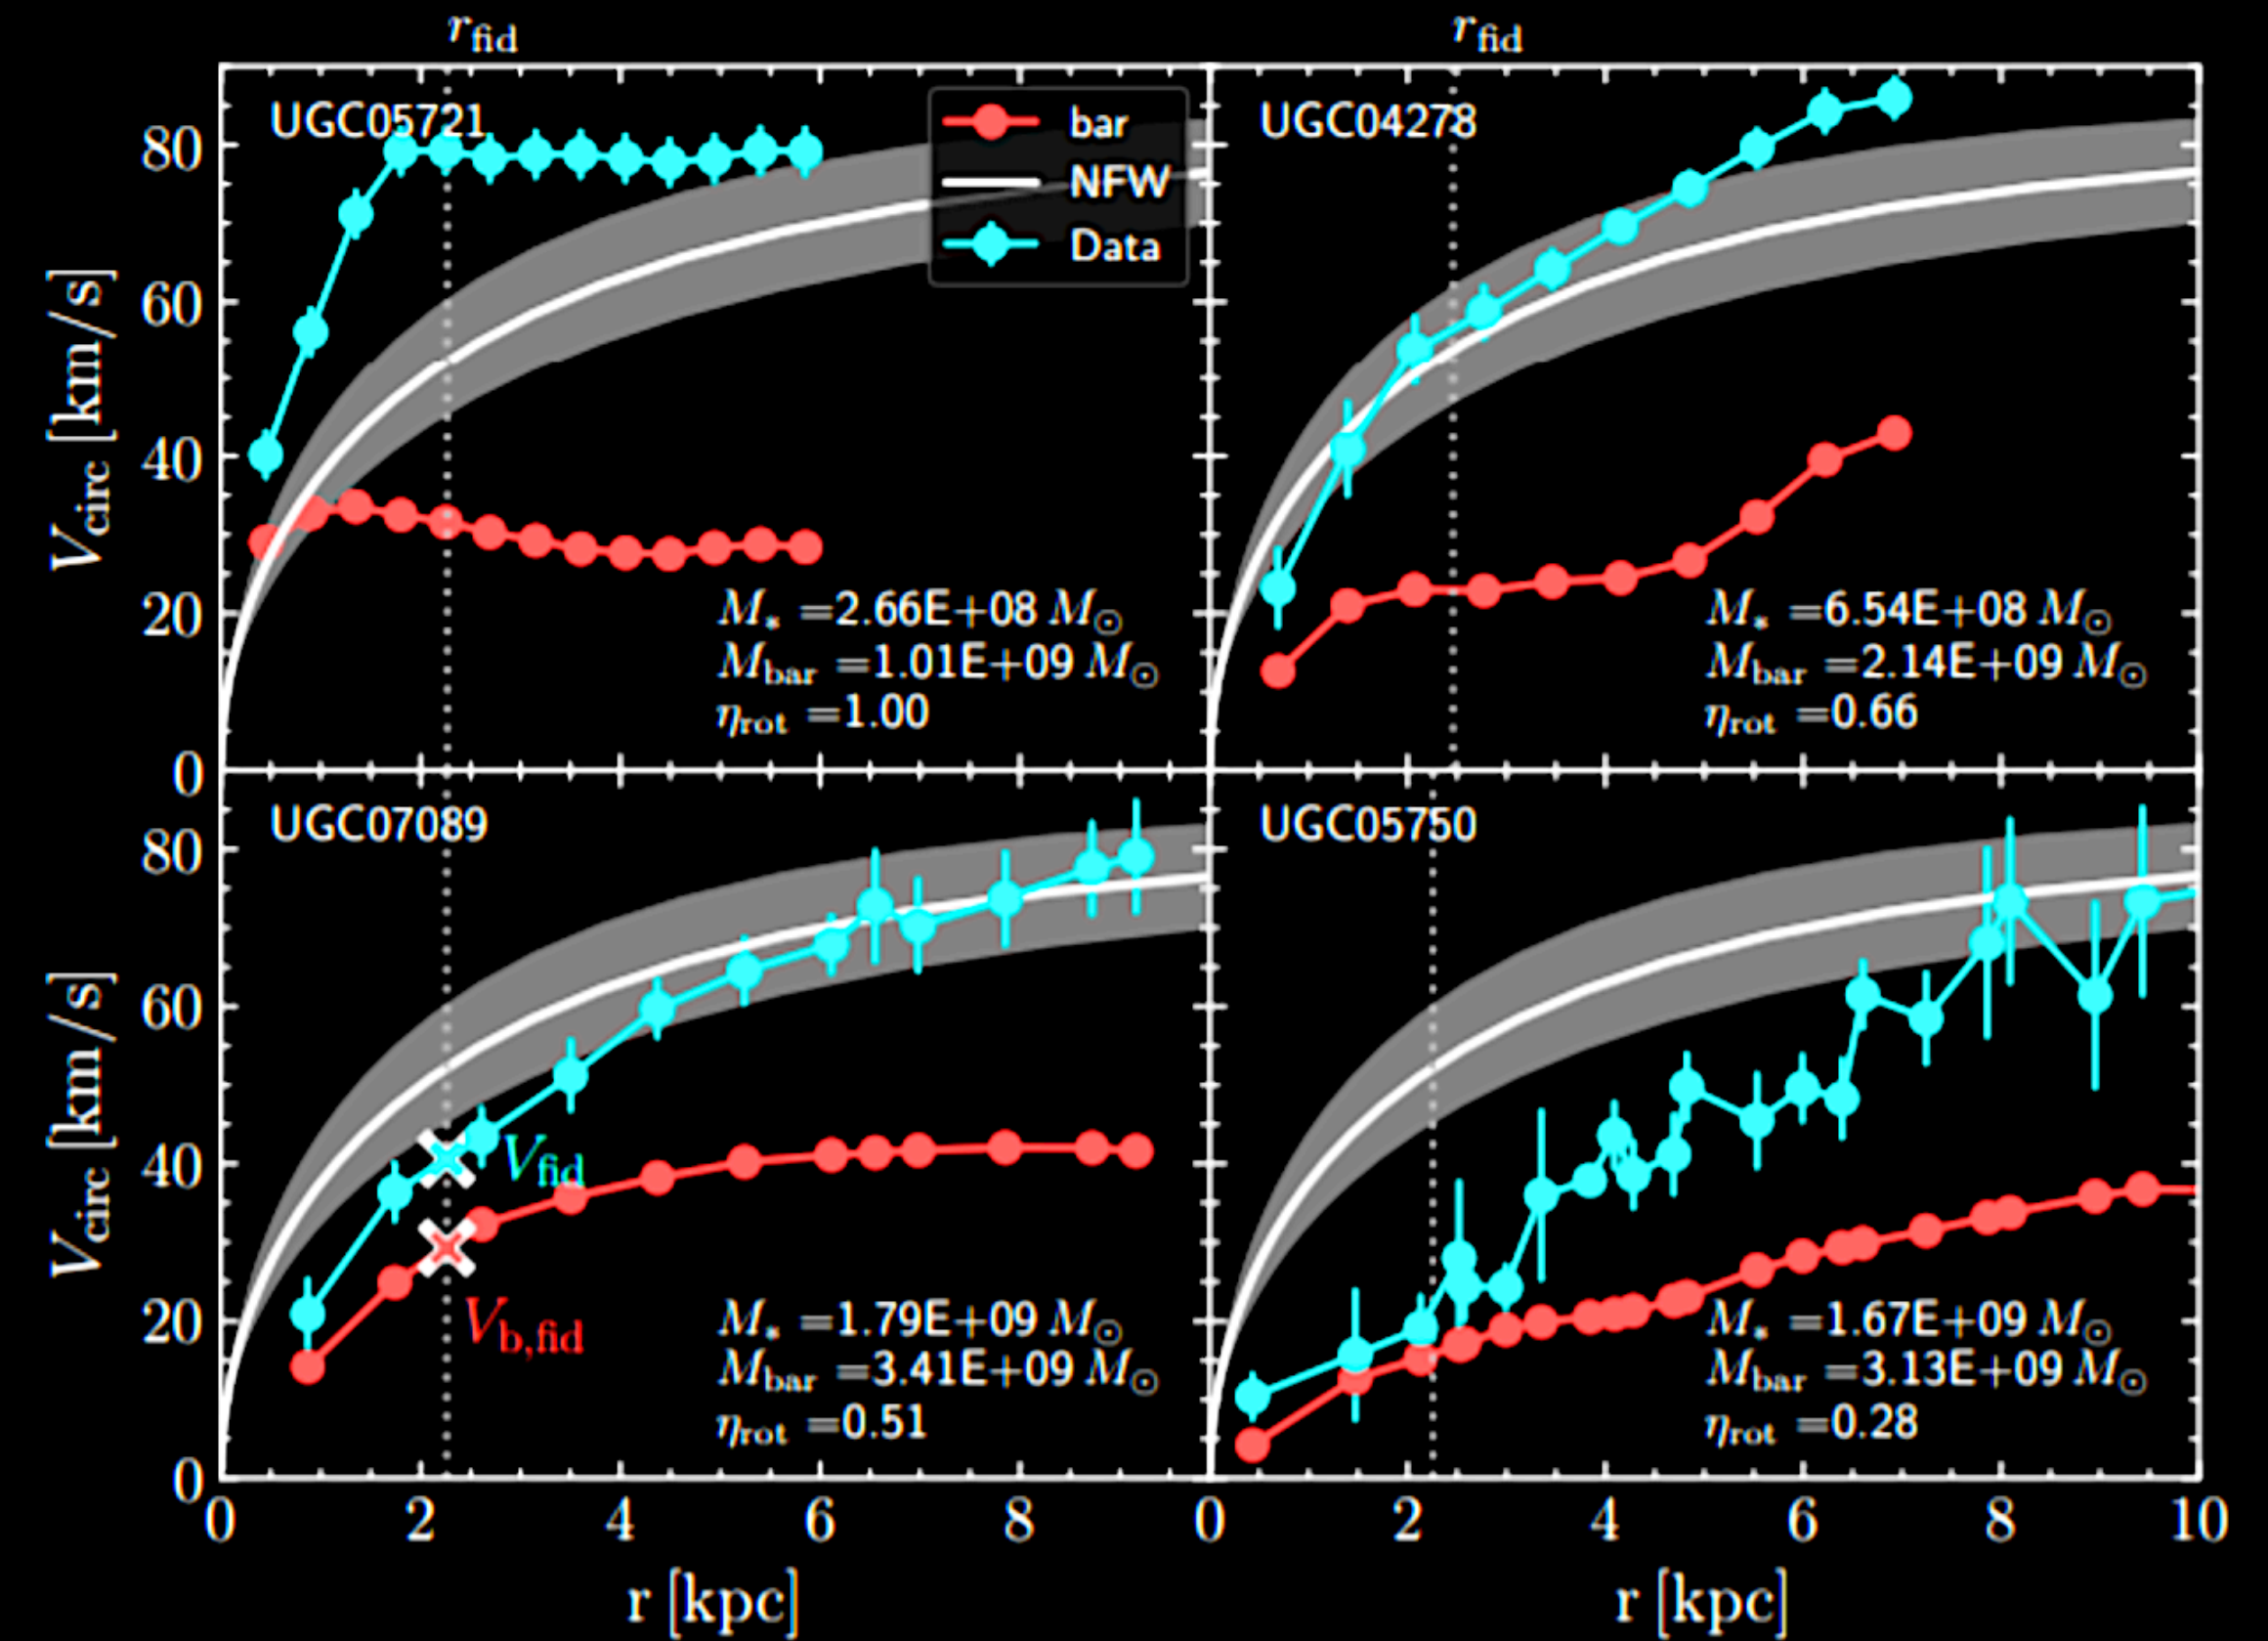 r_fid
r_fid
UGC05721
bar
NFW
Data
UGC04278
80
60
40
20
0
V_circ [km/s]
M_* =2.66E+08 M_⊙
M_bar =1.01E+09 M_⊙
η_rot =1.00
M_* =6.54E+08 M_⊙
M_bar =2.14E+09 M_⊙
η_rot =0.66
UGC07089
UGC05750
80
60
40
20
0
V_circ [km/s]
V_fid
V_b,fid
M_* =1.79E+09 M_⊙
M_bar =3.41E+09 M_⊙
η_rot =0.51
M_* =1.67E+09 M_⊙
M_bar =3.13E+09 M_⊙
η_rot =0.28
0 2 4 6 8 0 2 4 6 8 10
r [kpc]
r [kpc]